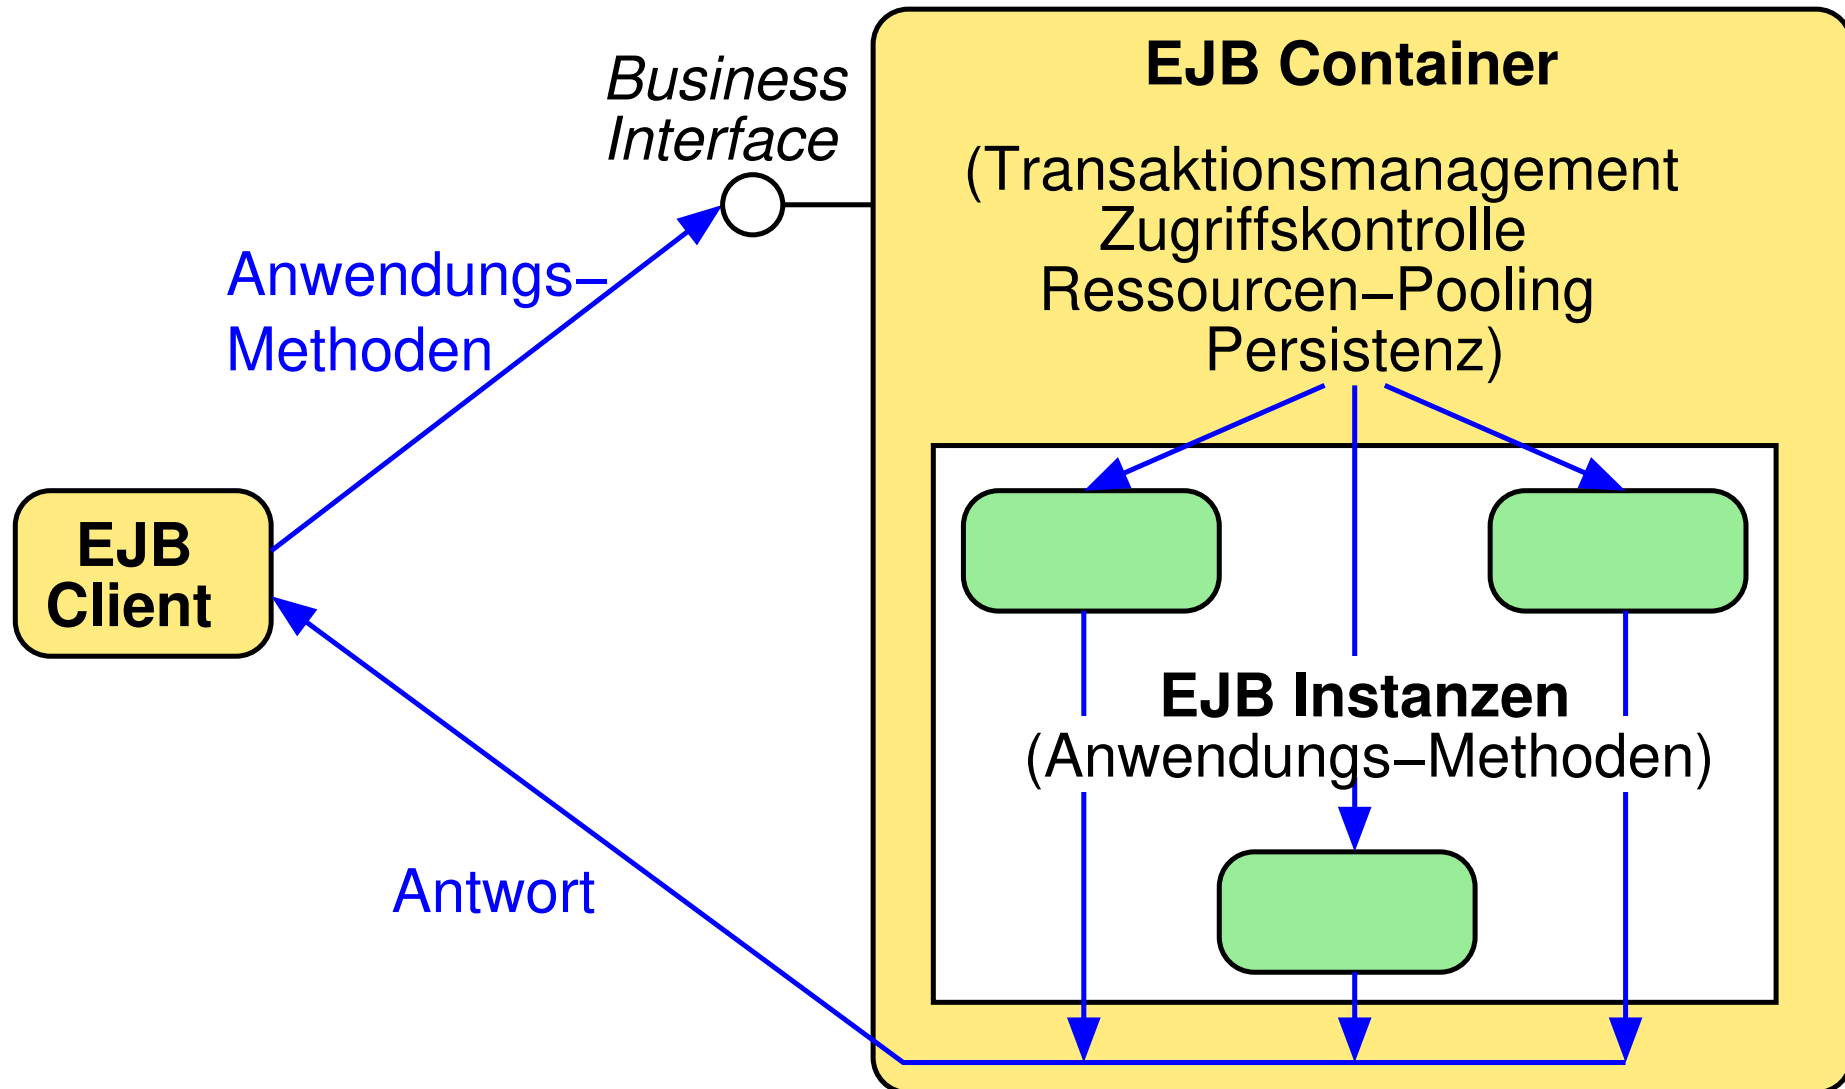 Business
Interface
EJB Container
(Transaktionsmanagement
Zugriffskontrolle
Ressourcen–Pooling
Persistenz)
Anwendungs–
Methoden
EJB
Client
EJB Instanzen
(Anwendungs–Methoden)
Antwort